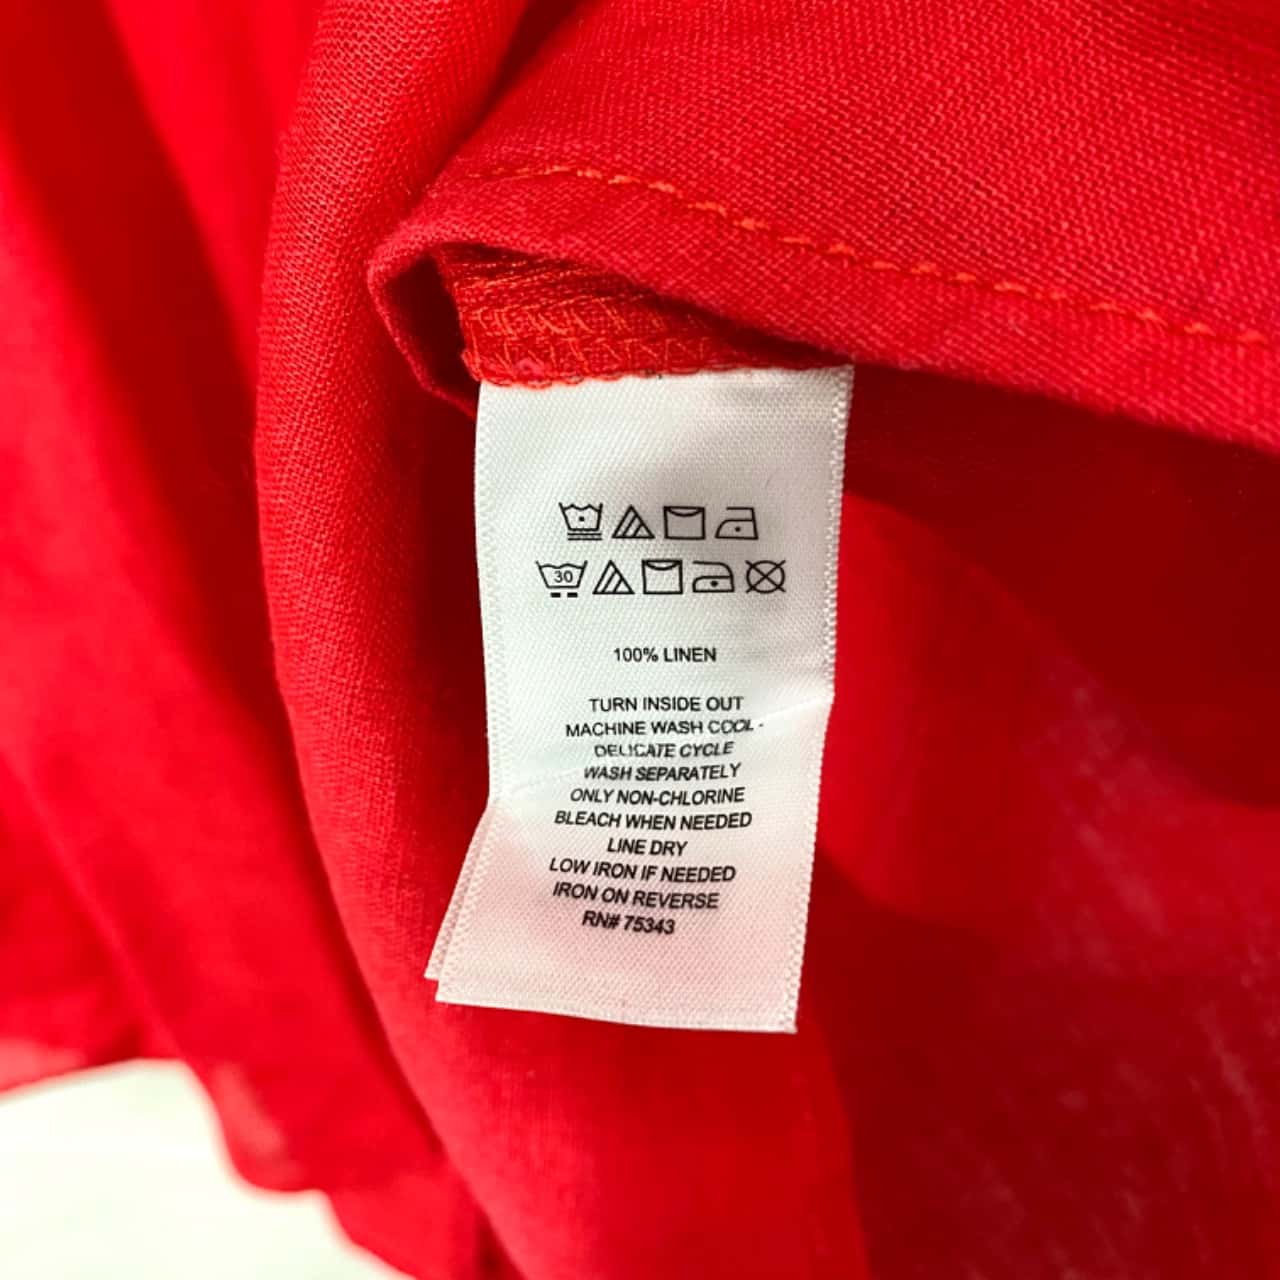 30
100% LINEN
TURN INSIDE OUT
MACHINE WASH COOL -
DELICATE CYCLE
WASH SEPARATELY
ONLY NON-CHLORINE
BLEACH WHEN NEEDED
LINE DRY
LOW IRON IF NEEDED
IRON ON REVERSE
RN# 75343